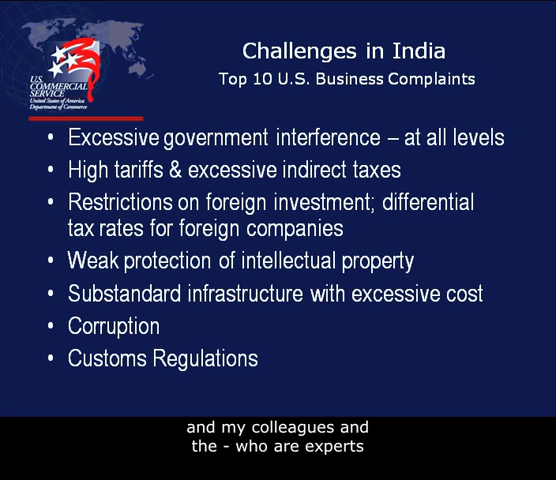 Challenges in India
Top 10 U.S. Business Complaints
U.S.
COMMERCIAL
SERVICE
United States of America
Department of Commerce
• Excessive government interference – at all levels
• High tariffs & excessive indirect taxes
• Restrictions on foreign investment; differential
tax rates for foreign companies
• Weak protection of intellectual property
• Substandard infrastructure with excessive cost
• Corruption
• Customs Regulations
and my colleagues and
the - who are experts